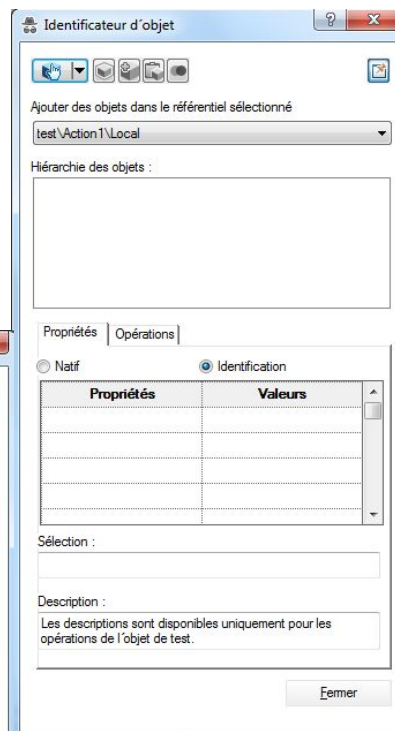 Identificateur d´objet
Ajouter des objets dans le référentiel sélectionné
test\Action1\Local
Hiérarchie des objets :
Propriétés Opérations
Natif Identification
Propriétés Valeurs
Sélection :
Description :
Les descriptions sont disponibles uniquement pour les
opérations de l´objet de test.
Fermer